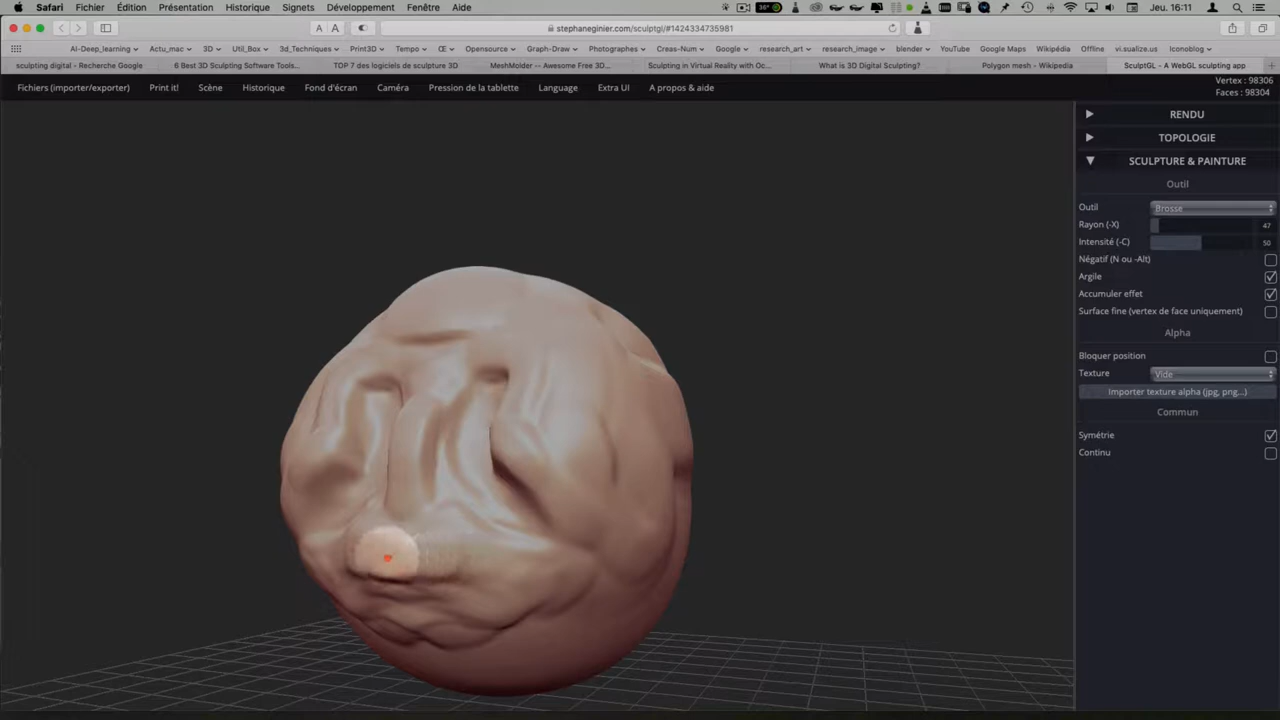 Safari Fichier Édition Présentation Historique Signets Développement Fenêtre Aide 36° Jeu. 16:11
A A stephaneginier.com/sculptgl/#1424334735981
AI-Deep_learning Actu_mac 3D Util_Box 3d_Techniques Print3D Tempo Œ Opensource Graph-Draw Photographes Creas-Num Google research_art research_image blender YouTube Google Maps Wikipédia Offline vi.sualize.us Iconoblog
sculpting digital - Recherche Google 6 Best 3D Sculpting Software Tools... TOP 7 des logiciels de sculpture 3D MeshMolder -- Awesome Free 3D... Sculpting in Virtual Reality with Oc... What is 3D Digital Sculpting? Polygon mesh - Wikipedia SculptGL - A WebGL sculpting app +
Fichiers (importer/exporter) Print it! Scène Historique Fond d'écran Caméra Pression de la tablette Language Extra UI A propos & aide
Vertex : 98306
Faces : 98304
RENDU
TOPOLOGIE
SCULPTURE & PAINTURE
Outil
Outil Brosse
Rayon (-X) 47
Intensité (-C) 50
Négatif (N ou -Alt)
Argile
Accumuler effet
Surface fine (vertex de face uniquement)
Alpha
Bloquer position
Texture Vide
Importer texture alpha (jpg, png...)
Commun
Symétrie
Continu